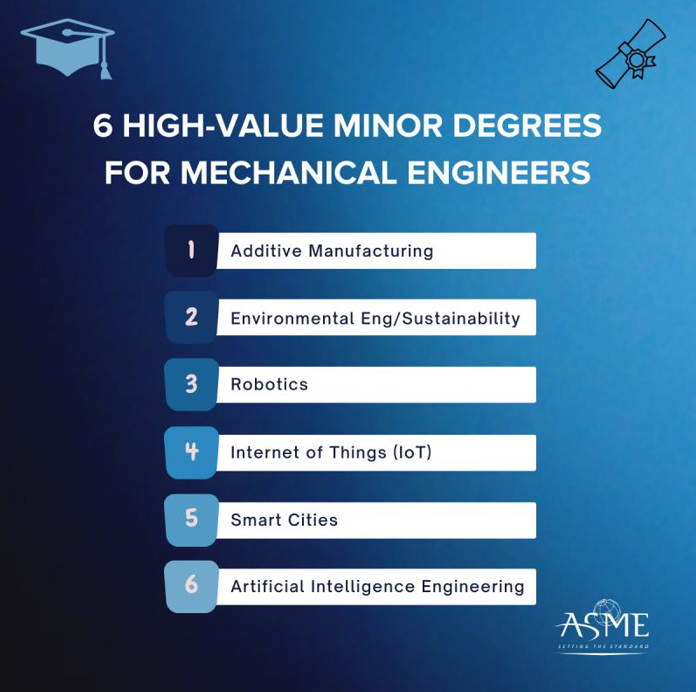 6 HIGH-VALUE MINOR DEGREES
FOR MECHANICAL ENGINEERS
1 Additive Manufacturing
2 Environmental Eng/Sustainability
3 Robotics
4 Internet of Things (IoT)
5 Smart Cities
6 Artificial Intelligence Engineering
ASME
SETTING THE STANDARD